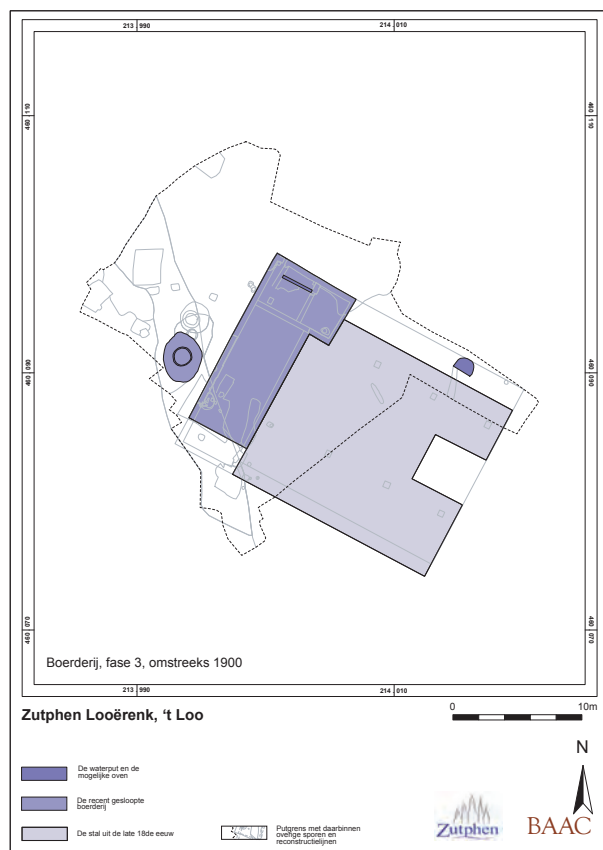 213 990
214 010
460 110
460 110
460 090
460 090
460 070
460 070
Boerderij, fase 3, omstreeks 1900
213 990
214 010
Zutphen Looërenk, ‘t Loo
0 10m
N
De waterput en de
mogelijke oven
De recent gesloopte
boerderij
De stal uit de late 18de eeuw
Putgrens met daarbinnen
overige sporen en
reconstructielijnen
Zutphen
BAAC